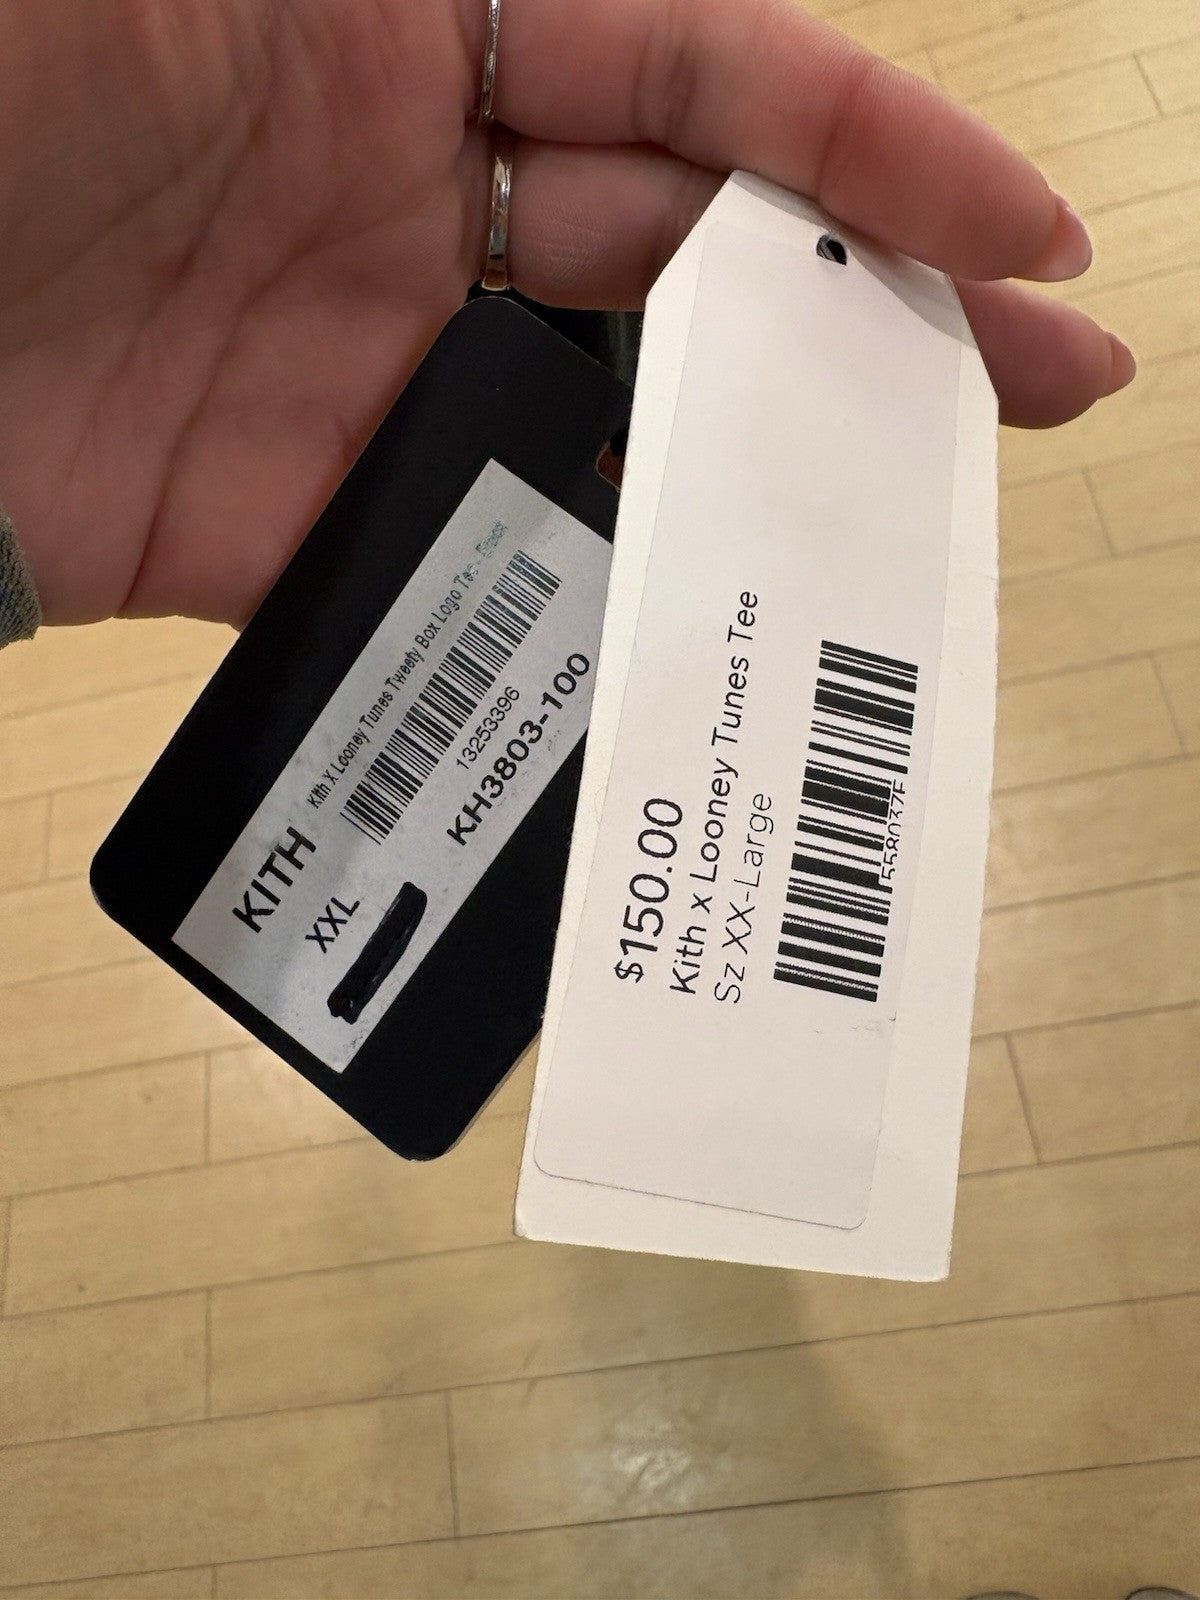 KITH
Kith X Looney Tunes Tweety Box Logo Tee -
13253396
XXL
KH3803-100
$150.00
Kith x Looney Tunes Tee
Sz XX-Large